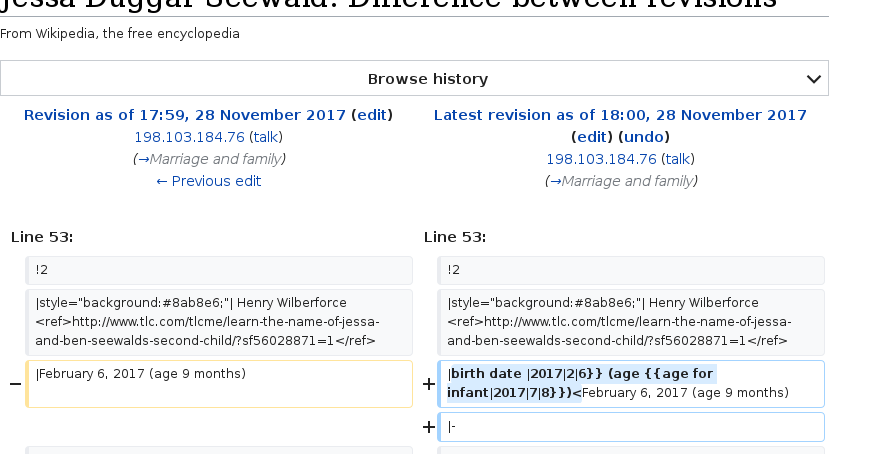 Jessa Duggar Seewald: Difference between revisions
From Wikipedia, the free encyclopedia
Browse history
Revision as of 17:59, 28 November 2017 (edit)
198.103.184.76 (talk)
(→Marriage and family)
← Previous edit
Latest revision as of 18:00, 28 November 2017
(edit) (undo)
198.103.184.76 (talk)
(→Marriage and family)
Line 53:
Line 53:
!2
!2
|style="background:#8ab8e6;"| Henry Wilberforce
<ref>http://www.tlc.com/tlcme/learn-the-name-of-jessa-
and-ben-seewalds-second-child/?sf56028871=1</ref>
|style="background:#8ab8e6;"| Henry Wilberforce
<ref>http://www.tlc.com/tlcme/learn-the-name-of-jessa-
and-ben-seewalds-second-child/?sf56028871=1</ref>
− |February 6, 2017 (age 9 months)
+ |birth date |2017|2|6}} (age {{age for
infant|2017|7|8}})<February 6, 2017 (age 9 months)
+ |-